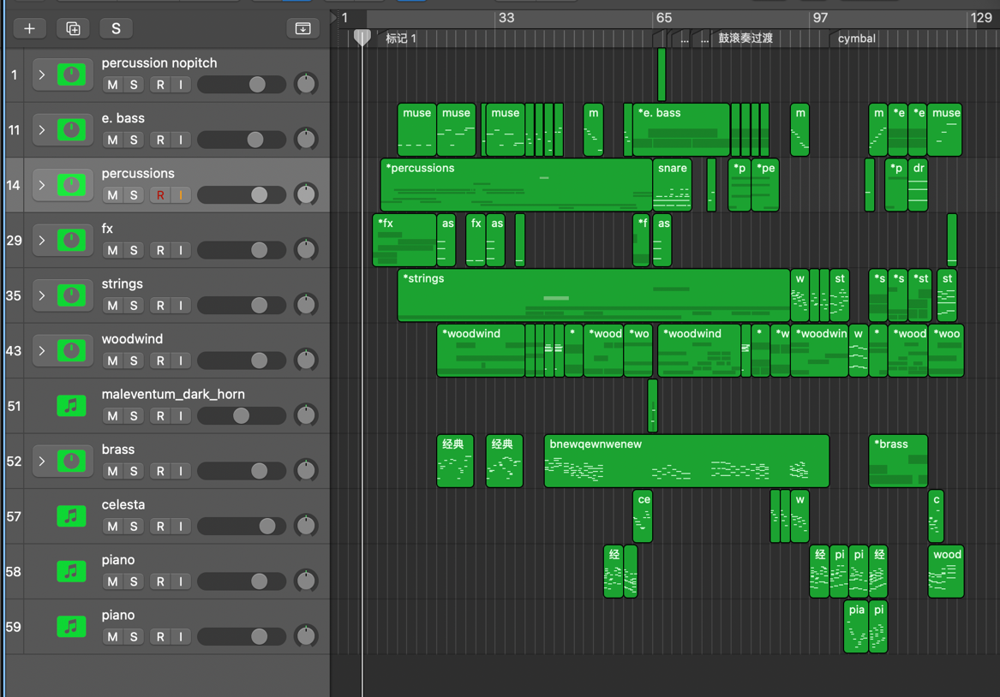 S
1 33 65 97 129
标记 1 ... ... 鼓滚奏过渡 cymbal
1 percussion nopitch
M S R I
11 e. bass
M S R I
muse muse muse m *e. bass m m *e *e muse
14 percussions
M S R I
*percussions snare *p *pe *p dr
29 fx
M S R I
*fx as fx as *f as
35 strings
M S R I
*strings w st *s *s *st st
43 woodwind
M S R I
*woodwind * *wood *wo *woodwind * *w *woodwin w * *wood *woo
51 maleventum_dark_horn
M S R I
52 brass
M S R I
经典 经典 bnewqewnwenew *brass
57 celesta
M S R I
ce w c
58 piano
M S R I
经 经 pi pi 经 wood
59 piano
M S R I
pia pi